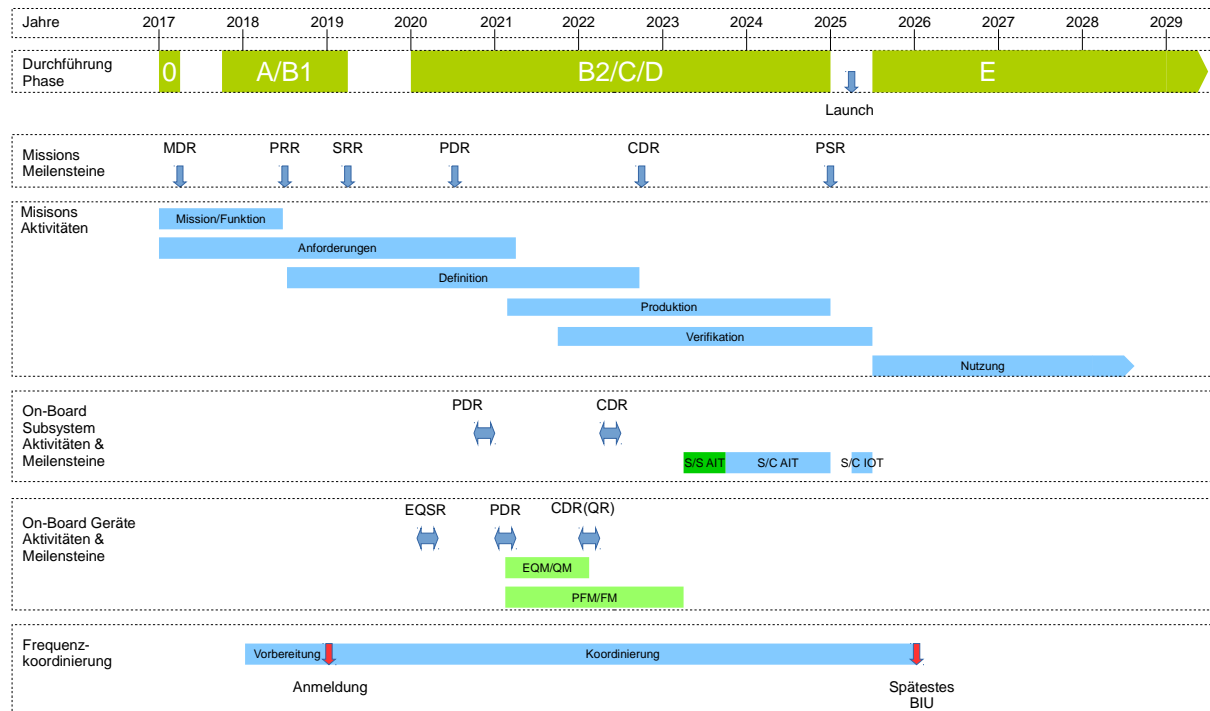 Jahre 2017 2018 2019 2020 2021 2022 2023 2024 2025 2026 2027 2028 2029
Durchführung
Phase
0 A/B1 B2/C/D E
Launch
Missions
Meilensteine
MDR PRR SRR PDR CDR PSR
Misisons
Aktivitäten
Mission/Funktion
Anforderungen
Definition
Produktion
Verifikation
Nutzung
On-Board
Subsystem
Aktivitäten &
Meilensteine
PDR CDR
S/S AIT S/C AIT S/C IOT
On-Board Geräte
Aktivitäten &
Meilensteine
EQSR PDR CDR(QR)
EQM/QM
PFM/FM
Frequenz-
koordinierung
Vorbereitung Koordinierung
Anmeldung
Spätestes
BIU